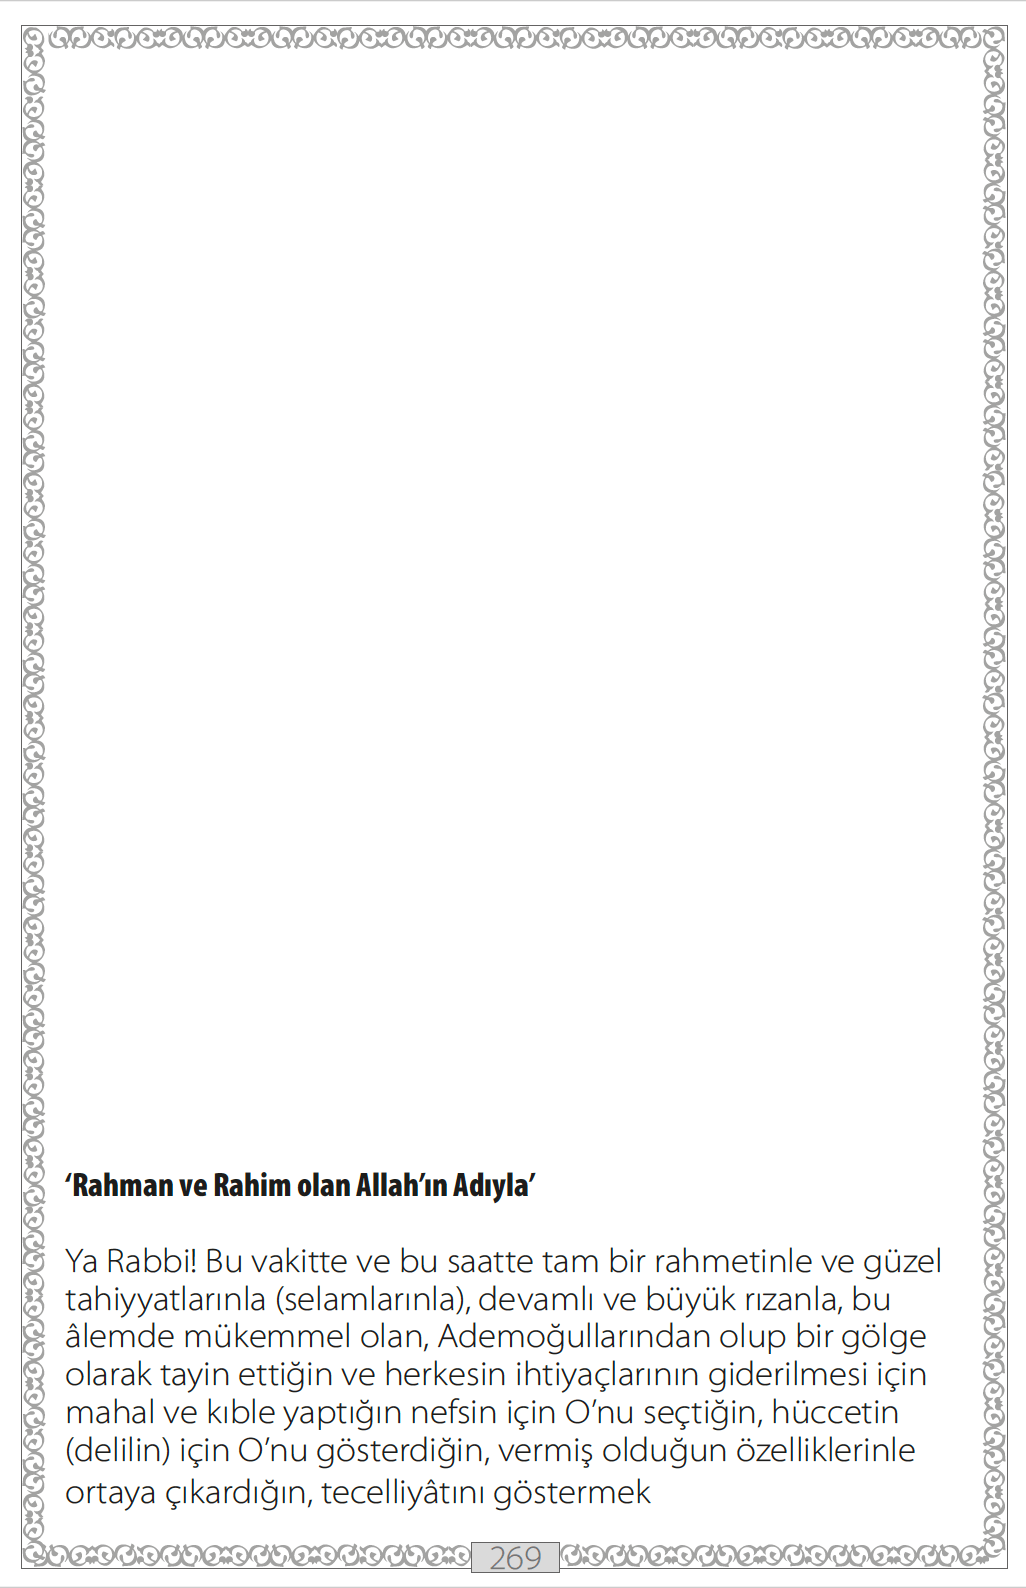 ‘Rahman ve Rahim olan Allah’ın Adıyla’
Ya Rabbi! Bu vakitte ve bu saatte tam bir rahmetinle ve güzel
tahiyyatlarınla (selamlarınla), devamlı ve büyük rızanla, bu
âlemde mükemmel olan, Ademoğullarından olup bir gölge
olarak tayin ettiğin ve herkesin ihtiyaçlarının giderilmesi için
mahal ve kıble yaptığın nefsin için O’nu seçtiğin, hüccetin
(delilin) için O’nu gösterdiğin, vermiş olduğun özelliklerinle
ortaya çıkardığın, tecelliyâtını göstermek
269